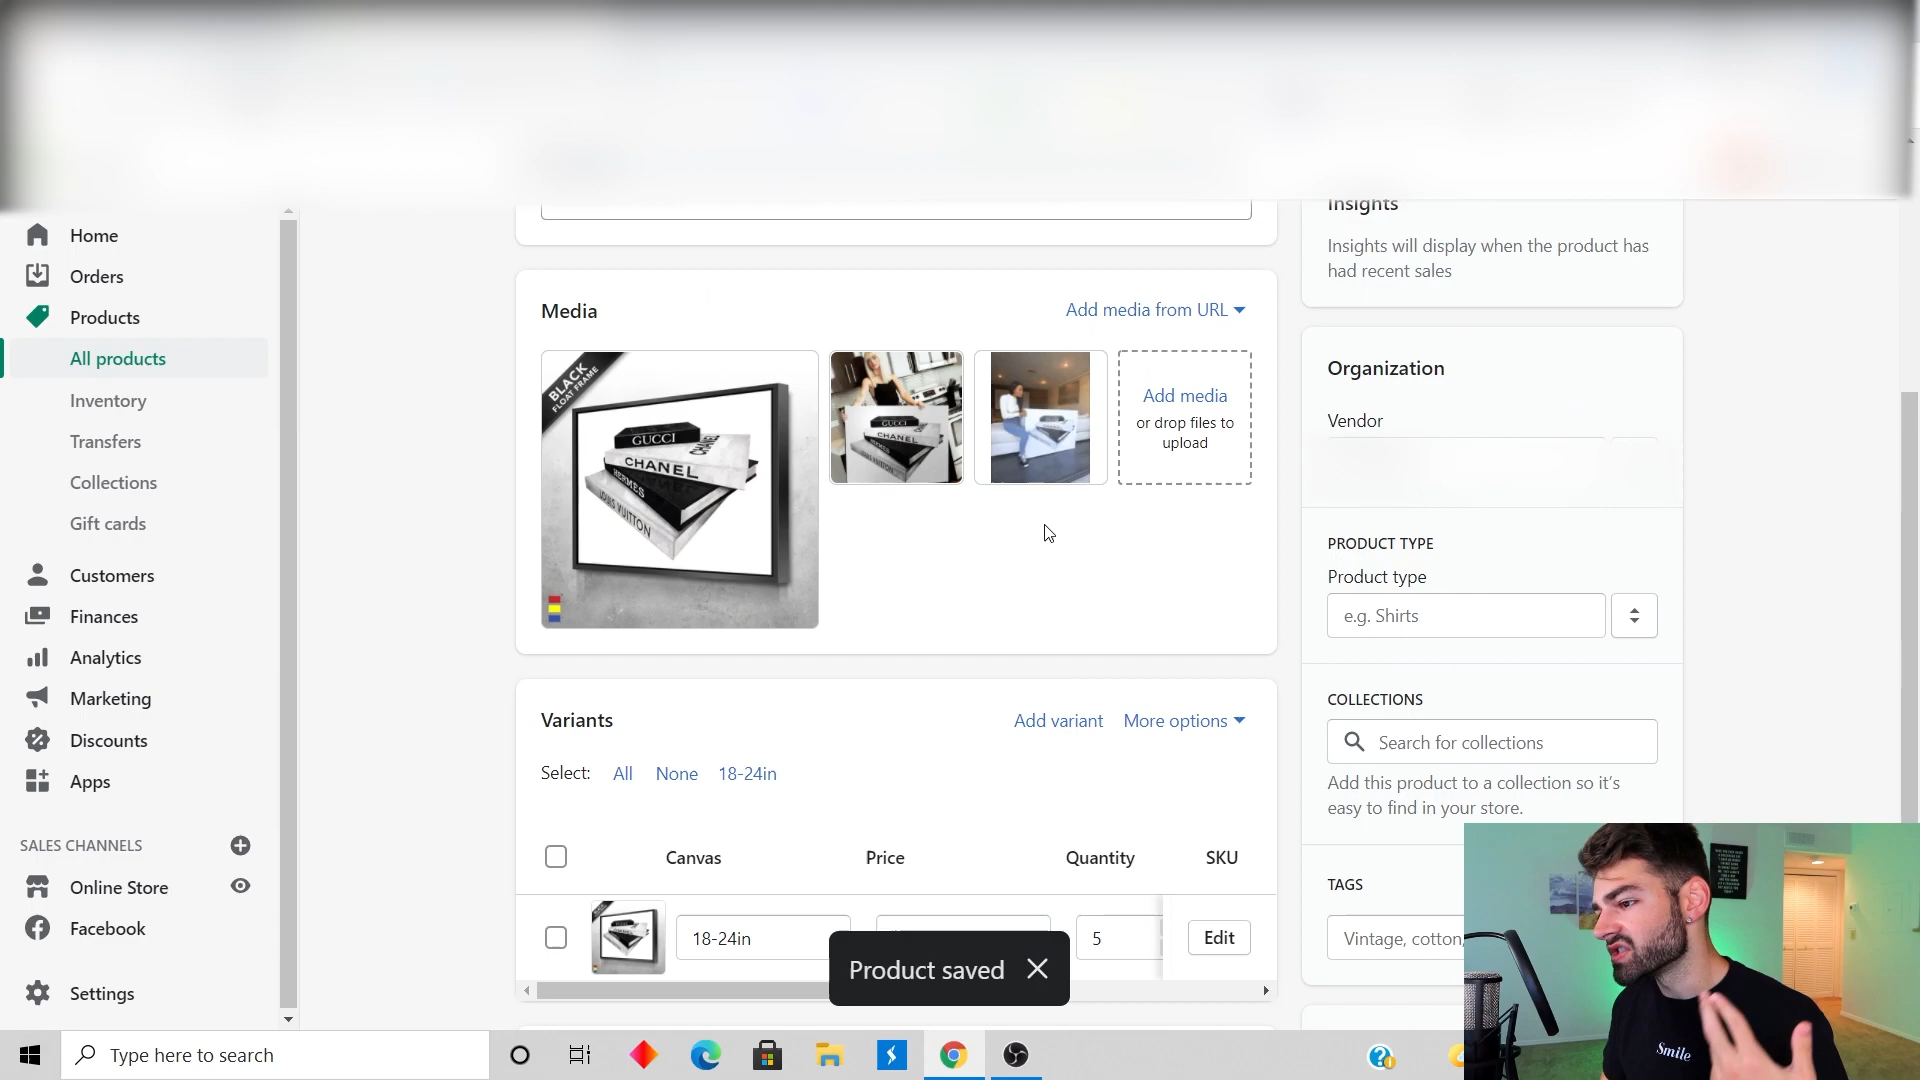 Home
Orders
Products
All products
Inventory
Transfers
Collections
Gift cards
Customers
Finances
Analytics
Marketing
Discounts
Apps
SALES CHANNELS
Online Store
Facebook
Settings
Media
Add media from URL
BLACK
FLOAT FRAME
GUCCI
CHANEL
CHANEL
HERMES
LOUIS VUITTON
GUCCI
CHANEL
Add media
or drop files to
upload
Variants
Add variant
More options
Select:
All
None
18-24in
Canvas
Price
Quantity
SKU
18-24in
5
Edit
Product saved
Insights
Insights will display when the product has
had recent sales
Organization
Vendor
PRODUCT TYPE
Product type
e.g. Shirts
COLLECTIONS
Search for collections
Add this product to a collection so it's
easy to find in your store.
TAGS
Vintage, cotton,
Smile
Type here to search